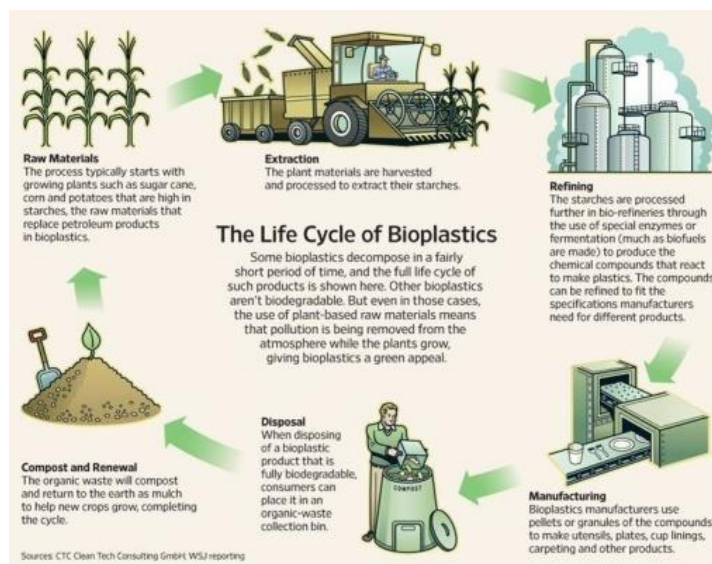 Raw Materials
The process typically starts with
growing plants such as sugar cane,
corn and potatoes that are high in
starches, the raw materials that
replace petroleum products
in bioplastics.
Extraction
The plant materials are harvested
and processed to extract their starches.
Refining
The starches are processed
further in bio-refineries through
the use of special enzymes or
fermentation (much as biofuels
are made) to produce the
chemical compounds that react
to make plastics. The compounds
can be refined to fit the
specifications manufacturers
need for different products.
The Life Cycle of Bioplastics
Some bioplastics decompose in a fairly
short period of time, and the full life cycle of
such products is shown here. Other bioplastics
aren't biodegradable. But even in those cases,
the use of plant-based raw materials means
that pollution is being removed from the
atmosphere while the plants grow,
giving bioplastics a green appeal.
Manufacturing
Bioplastics manufacturers use
pellets or granules of the compounds
to make utensils, plates, cup linings,
carpeting and other products.
Disposal
When disposing
of a bioplastic
product that is
fully biodegradable,
consumers can
place it in an
organic-waste
collection bin.
COMPOST
Compost and Renewal
The organic waste will compost
and return to the earth as mulch
to help new crops grow, completing
the cycle.
Sources: CTC Clean Tech Consulting GmbH; WSJ reporting